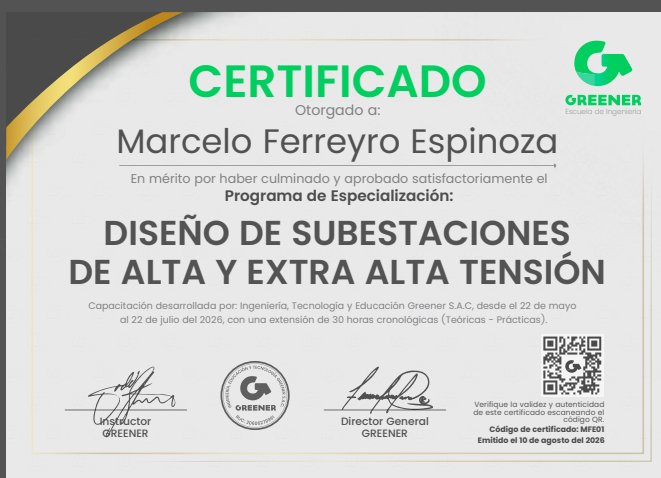 CERTIFICADO
Otorgado a:
GREENER
Escuela de ingeniería
Marcelo Ferreyro Espinoza
En mérito por haber culminado y aprobado satisfactoriamente el
Programa de Especialización:
DISEÑO DE SUBESTACIONES
DE ALTA Y EXTRA ALTA TENSIÓN
Capacitación desarrollada por: Ingeniería, Tecnología y Educación Greener S.A.C, desde el 22 de mayo
al 22 de julio del 2026, con una extensión de 30 horas cronológicas (Teóricas - Prácticas).
Instructor
GREENER
GREENER
Director General
GREENER
Verifique la validez y autenticidad
de este certificado escaneando el
código QR.
Código de certificado: MFE01
Emitido el 10 de agosto del 2026